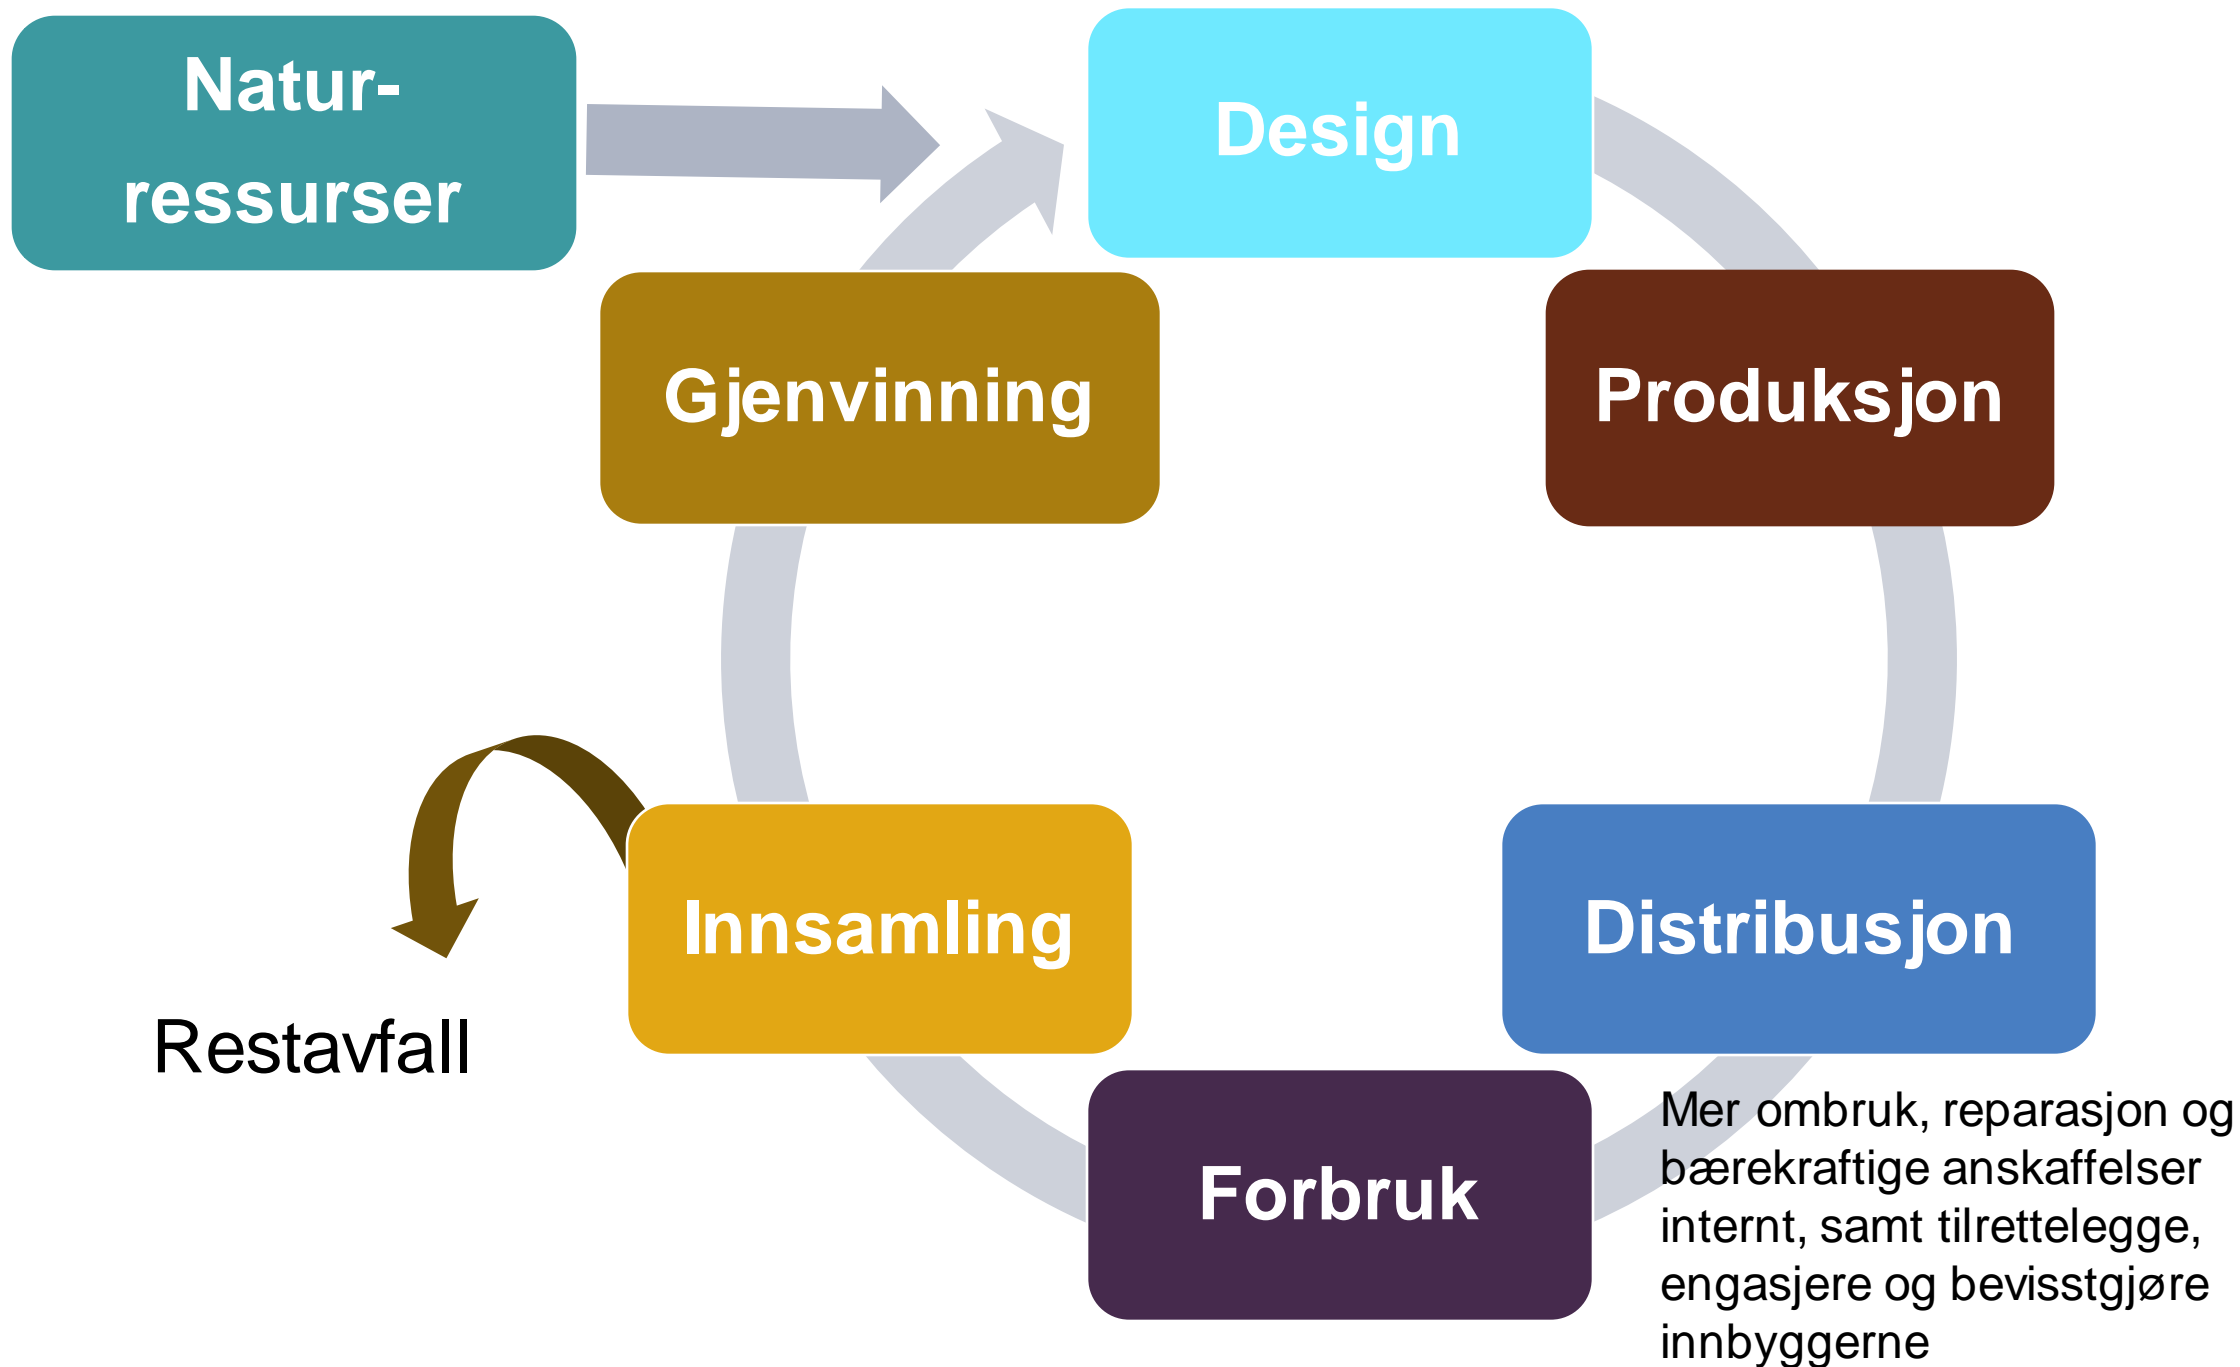 Natur-
ressurser
Design
Gjenvinning
Produksjon
Innsamling
Distribusjon
Restavfall
Forbruk
Mer ombruk, reparasjon og
bærekraftige anskaffelser
internt, samt tilrettelegge,
engasjere og bevisstgjøre
innbyggerne